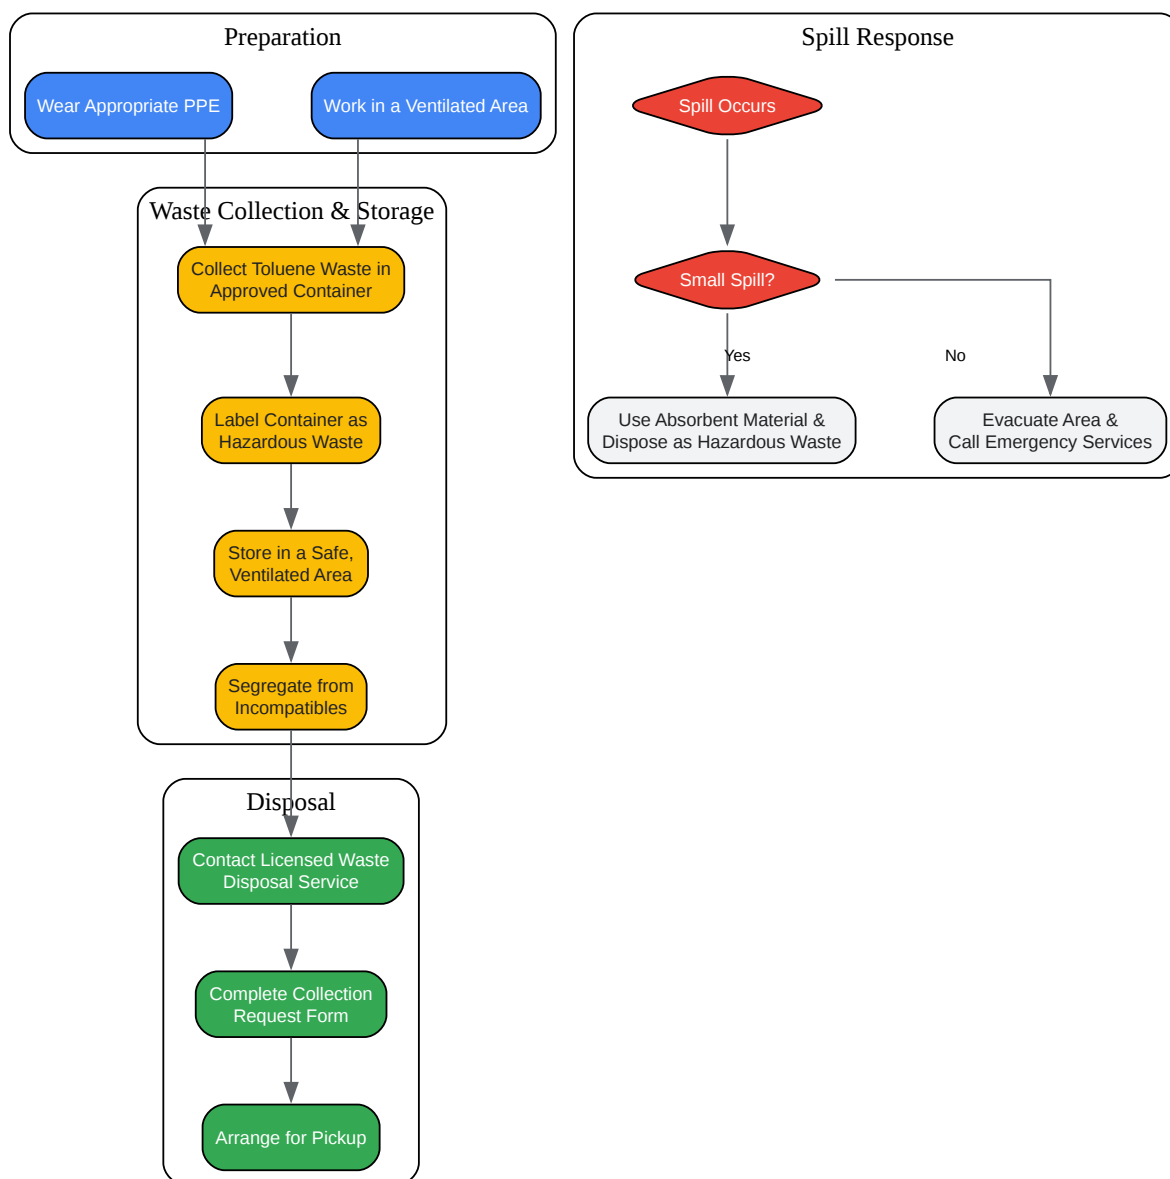 Preparation
Wear Appropriate PPE
Work in a Ventilated Area
Waste Collection & Storage
Collect Toluene Waste in
Approved Container
Label Container as
Hazardous Waste
Store in a Safe,
Ventilated Area
Segregate from
Incompatibles
Disposal
Contact Licensed Waste
Disposal Service
Complete Collection
Request Form
Arrange for Pickup
Spill Response
Spill Occurs
Small Spill?
Yes
No
Use Absorbent Material &
Dispose as Hazardous Waste
Evacuate Area &
Call Emergency Services